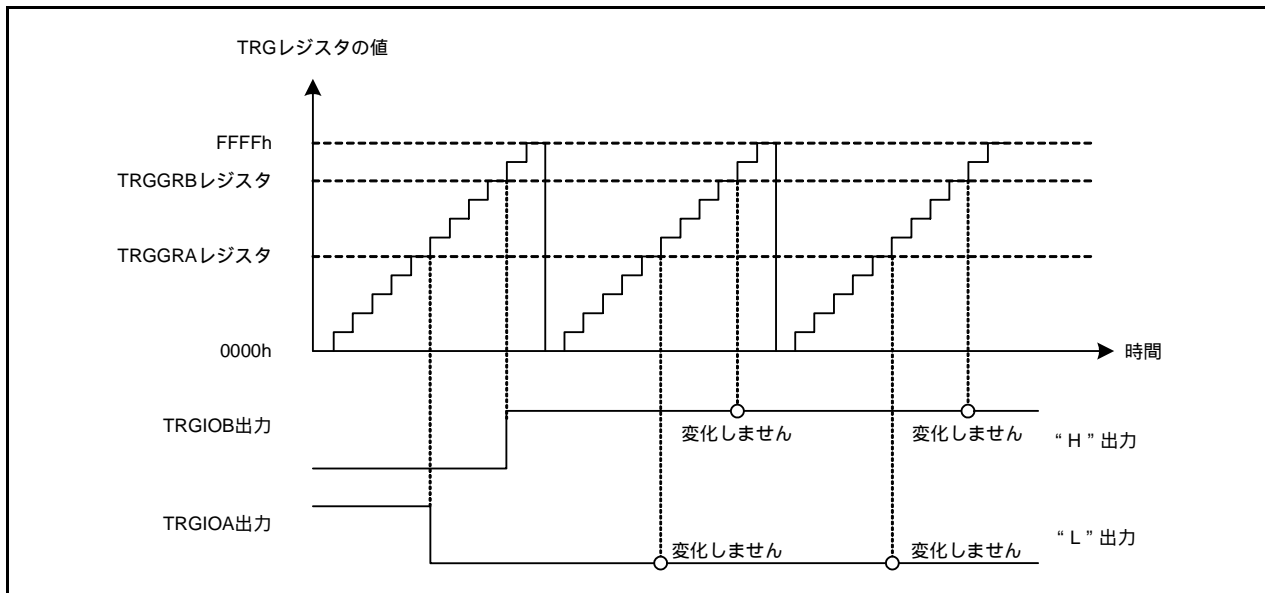 TRGレジスタの値
FFFFh
TRGGRBレジスタ
TRGGRAレジスタ
0000h
時間
TRGIOB出力
変化しません
変化しません
“ H ” 出力
TRGIOA出力
変化しません
変化しません
“ L ” 出力